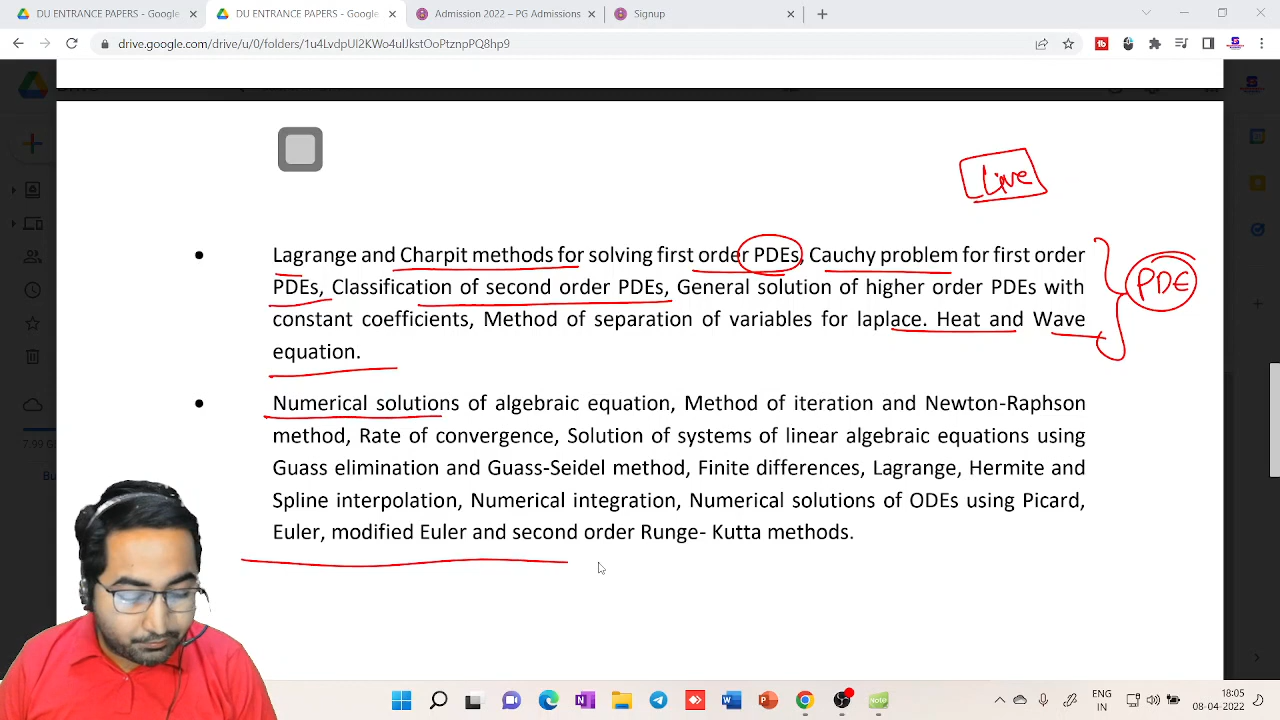 DU ENTRANCE PAPERS - Google
DU ENTRANCE PAPERS - Google
Admission 2022 – PG Admissions
Signup
drive.google.com/drive/u/0/folders/1u4LvdpUI2KWo4uUkstOoPtznpPQ8hp9
Live
Lagrange and Charpit methods for solving first order PDEs, Cauchy problem for first order
PDEs, Classification of second order PDEs, General solution of higher order PDEs with
constant coefficients, Method of separation of variables for laplace. Heat and Wave
equation.
PDE
Numerical solutions of algebraic equation, Method of iteration and Newton-Raphson
method, Rate of convergence, Solution of systems of linear algebraic equations using
Guass elimination and Guass-Seidel method, Finite differences, Lagrange, Hermite and
Spline interpolation, Numerical integration, Numerical solutions of ODEs using Picard,
Euler, modified Euler and second order Runge- Kutta methods.
7.99 G
Bu
ENG
IN
18:05
08-04-2022